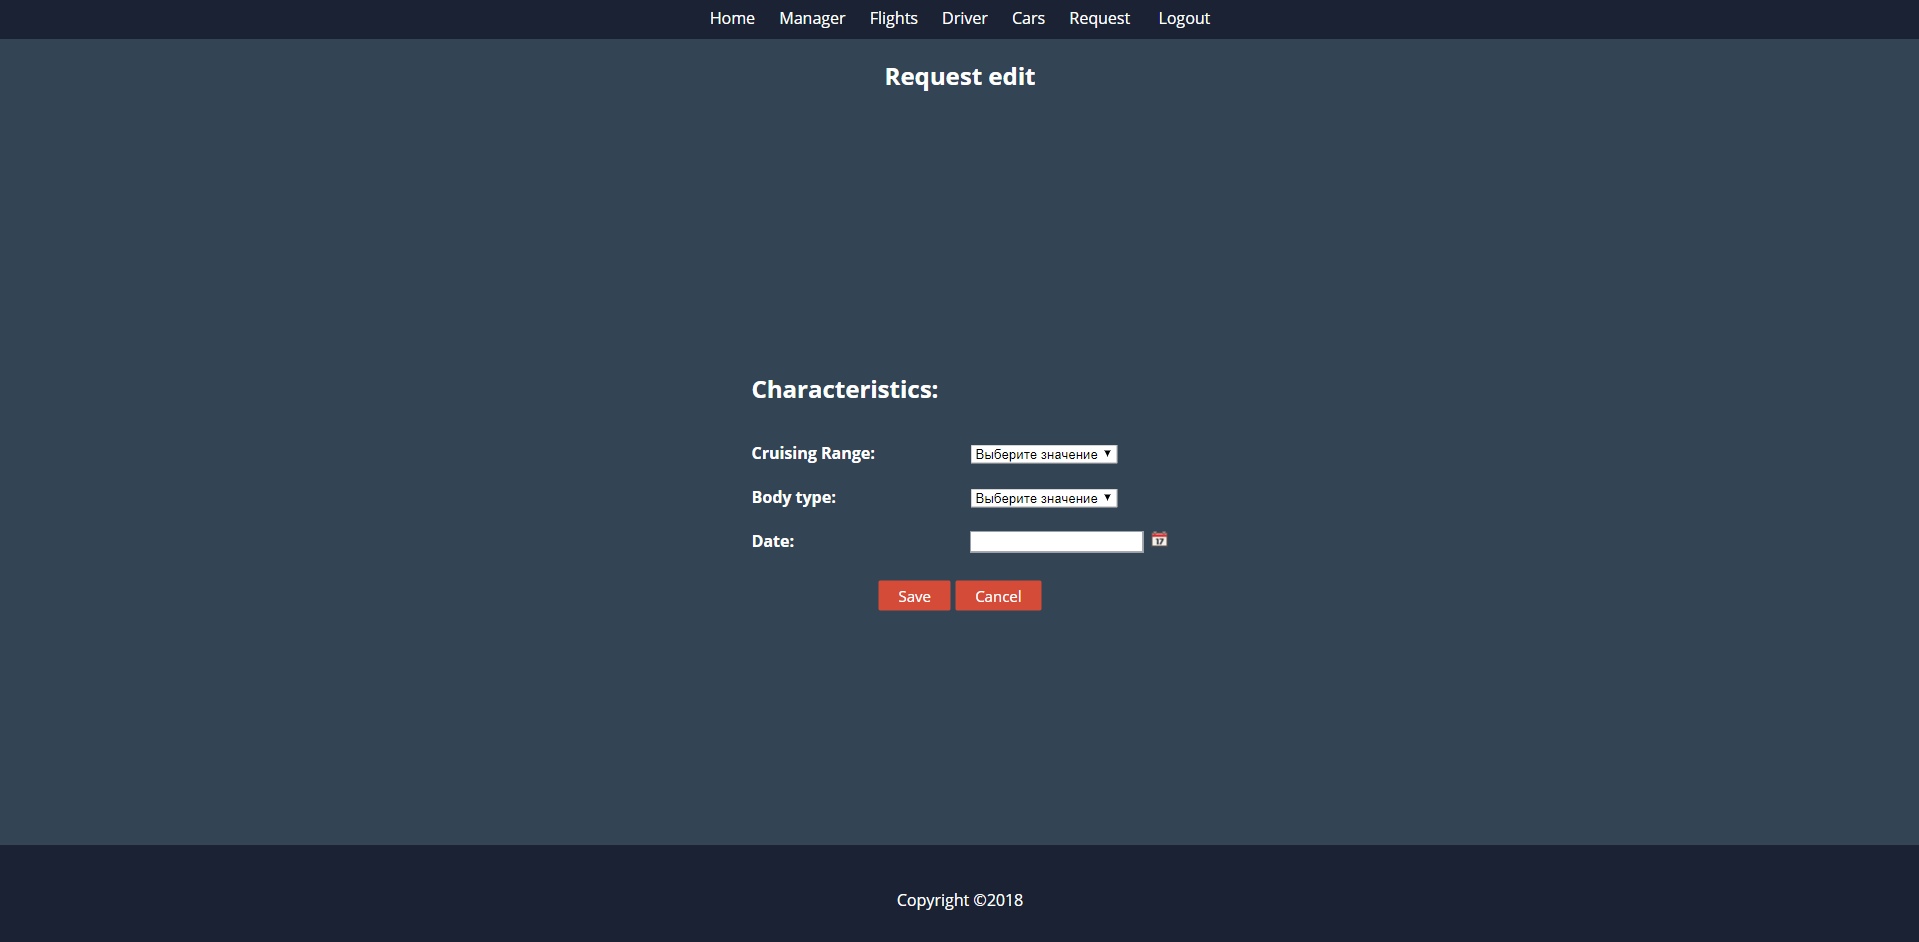 Home Manager Flights Driver Cars Request Logout
Request edit
Characteristics:
Cruising Range: Выберите значение
Body type: Выберите значение
Date:
17
Save Cancel
Copyright ©2018